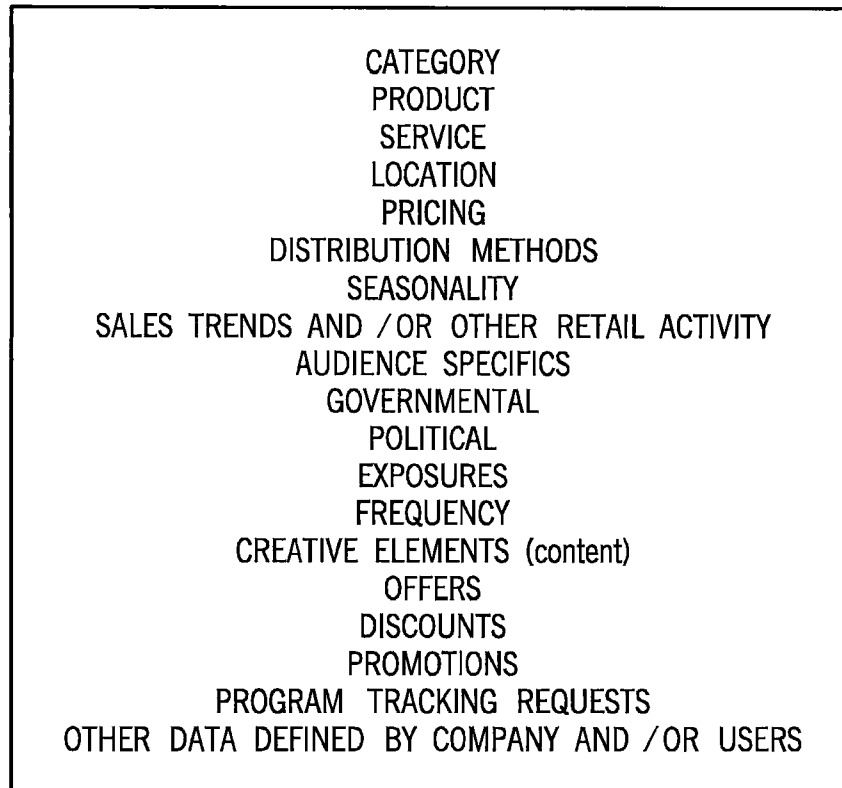 CATEGORY
PRODUCT
SERVICE
LOCATION
PRICING
DISTRIBUTION METHODS
SEASONALITY
SALES TRENDS AND /OR OTHER RETAIL ACTIVITY
AUDIENCE SPECIFICS
GOVERNMENTAL
POLITICAL
EXPOSURES
FREQUENCY
CREATIVE ELEMENTS (content)
OFFERS
DISCOUNTS
PROMOTIONS
PROGRAM TRACKING REQUESTS
OTHER DATA DEFINED BY COMPANY AND /OR USERS